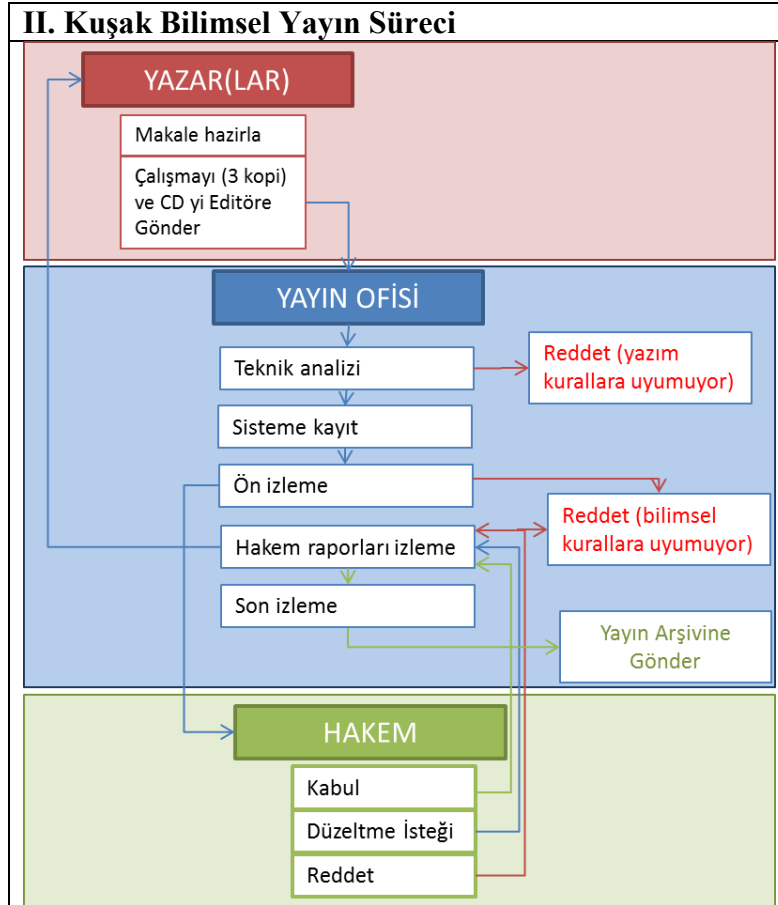 II. Kuşak Bilimsel Yayın Süreci
YAZAR(LAR)
Makale hazirla
Çalışmayı (3 kopi)
ve CD yi Editöre
Gönder
YAYIN OFİSİ
Teknik analizi
Reddet (yazım
kurallara uyumuyor)
Sisteme kayıt
Ön izleme
Reddet (bilimsel
kurallara uyumuyor)
Hakem raporları izleme
Son izleme
Yayın Arşivine
Gönder
HAKEM
Kabul
Düzeltme İsteği
Reddet